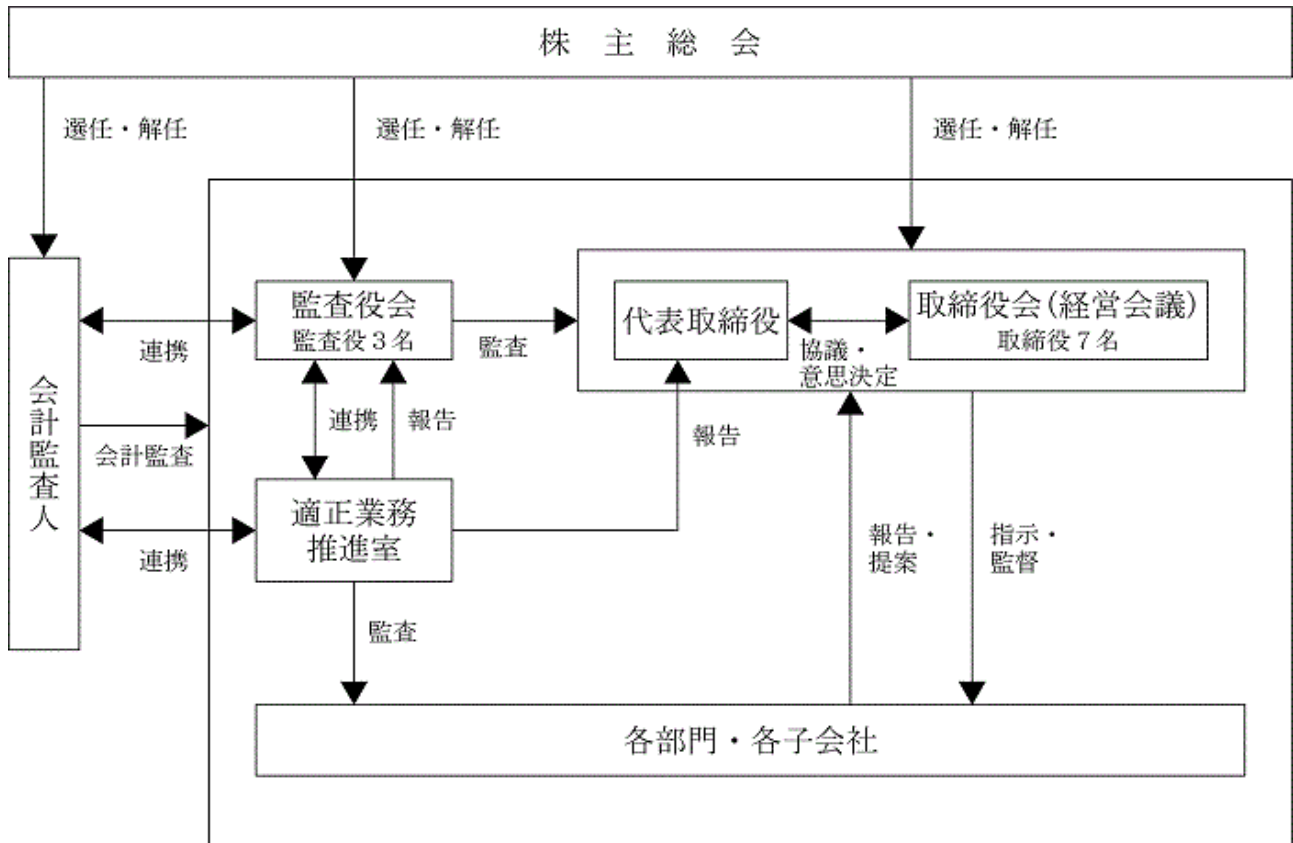 株主総会
選任・解任
選任・解任
選任・解任
監査役会
監査役3名
代表取締役
取締役会(経営会議)
取締役7名
連携
監査
協議・
意思決定
会計監査人
会計監査
連携
報告
報告
適正業務
推進室
連携
報告・
提案
指示・
監督
監査
各部門・各子会社